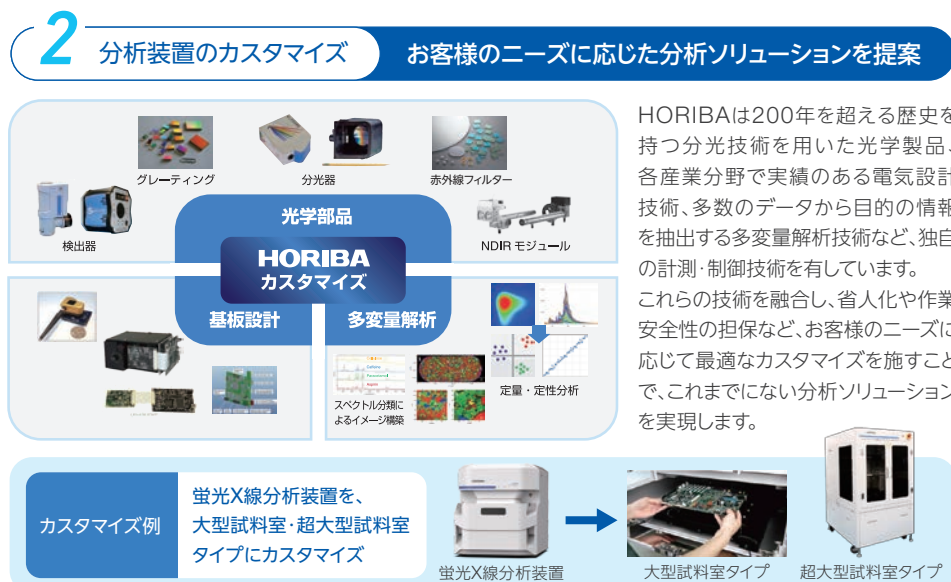 2 分析装置のカスタマイズ
お客様のニーズに応じた分析ソリューションを提案
グレーティング
分光器
赤外線フィルター
検出器
光学部品
NDIR モジュール
HORIBA
カスタマイズ
基板設計
多変量解析
スペクトル分類に
よるイメージ構築
定量・定性分析
HORIBAは200年を超える歴史を
持つ分光技術を用いた光学製品、
各産業分野で実績のある電気設計
技術、多数のデータから目的の情報
を抽出する多変量解析技術など、独自
の計測・制御技術を有しています。
これらの技術を融合し、省人化や作業
安全性の担保など、お客様のニーズに
応じて最適なカスタマイズを施すこと
で、これまでにない分析ソリューション
を実現します。
カスタマイズ例
蛍光X線分析装置を、
大型試料室・超大型試料室
タイプにカスタマイズ
蛍光X線分析装置
大型試料室タイプ
超大型試料室タイプ